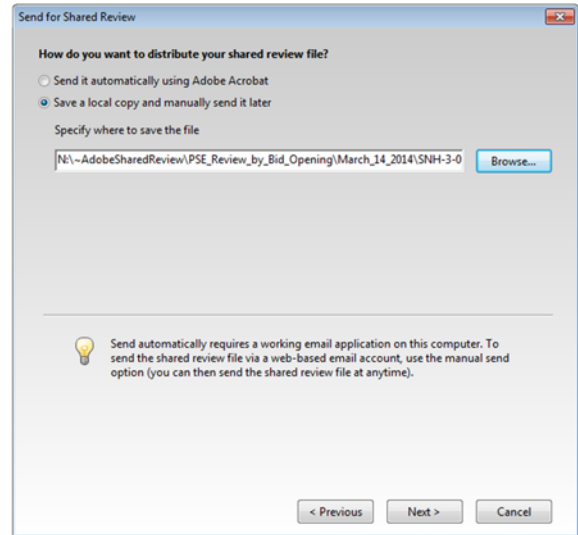 Send for Shared Review
How do you want to distribute your shared review file?
Send it automatically using Adobe Acrobat
Save a local copy and manually send it later
Specify where to save the file
N:\~AdobeSharedReview\PSE_Review_by_Bid_Opening\March_14_2014\SNH-3-0
Browse...
Send automatically requires a working email application on this computer. To
send the shared review file via a web-based email account, use the manual send
option (you can then send the shared review file at anytime).
< Previous
Next >
Cancel